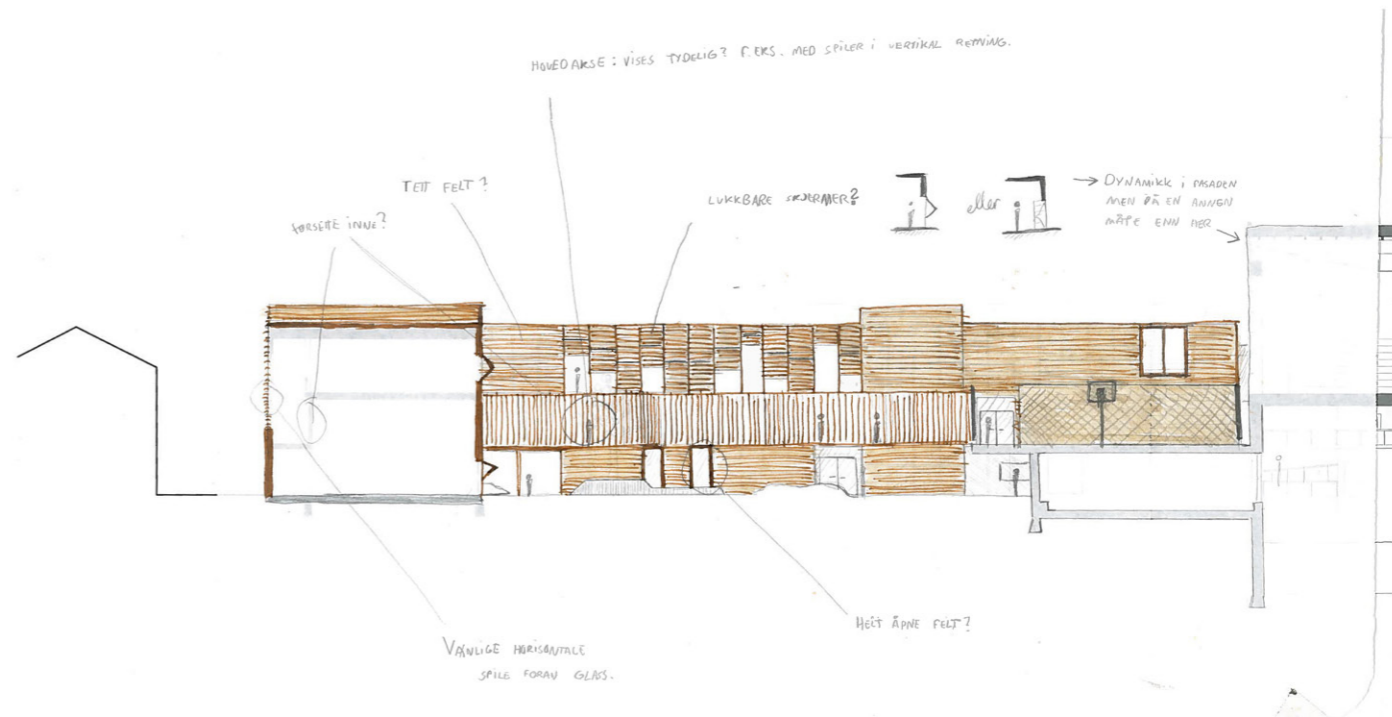 HOVEDAKSE : VISES TYDELIG? F.EKS. MED SPILER I VERTIKAL RETNING.
TETT FELT?
FORSETTE INNE?
LUKKBARE SKJERMER?
eller
→ DYNAMIKK I FASADEN
MEN PÅ EN ANNEN
MÅTE ENN HER
HELT ÅPNE FELT?
VANLIGE HORISONTALE
SPILE FORAN GLASS.